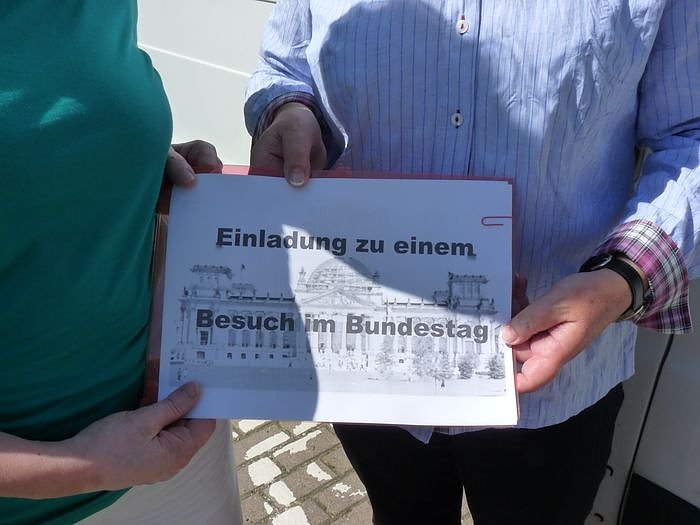 Einladung zu einem
Besuch im Bundestag